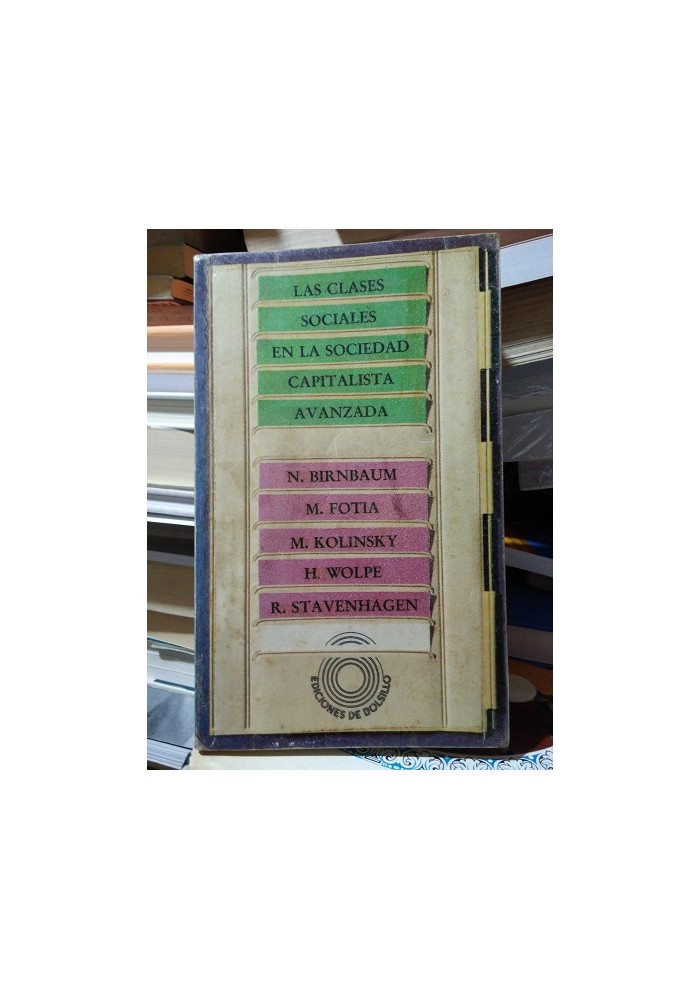 LAS CLASES
SOCIALES
EN LA SOCIEDAD
CAPITALISTA
AVANZADA
N. BIRNBAUM
M. FOTIA
M. KOLINSKY
H. WOLPE
R. STAVENHAGEN
EDICIONES DE BOLSILLO